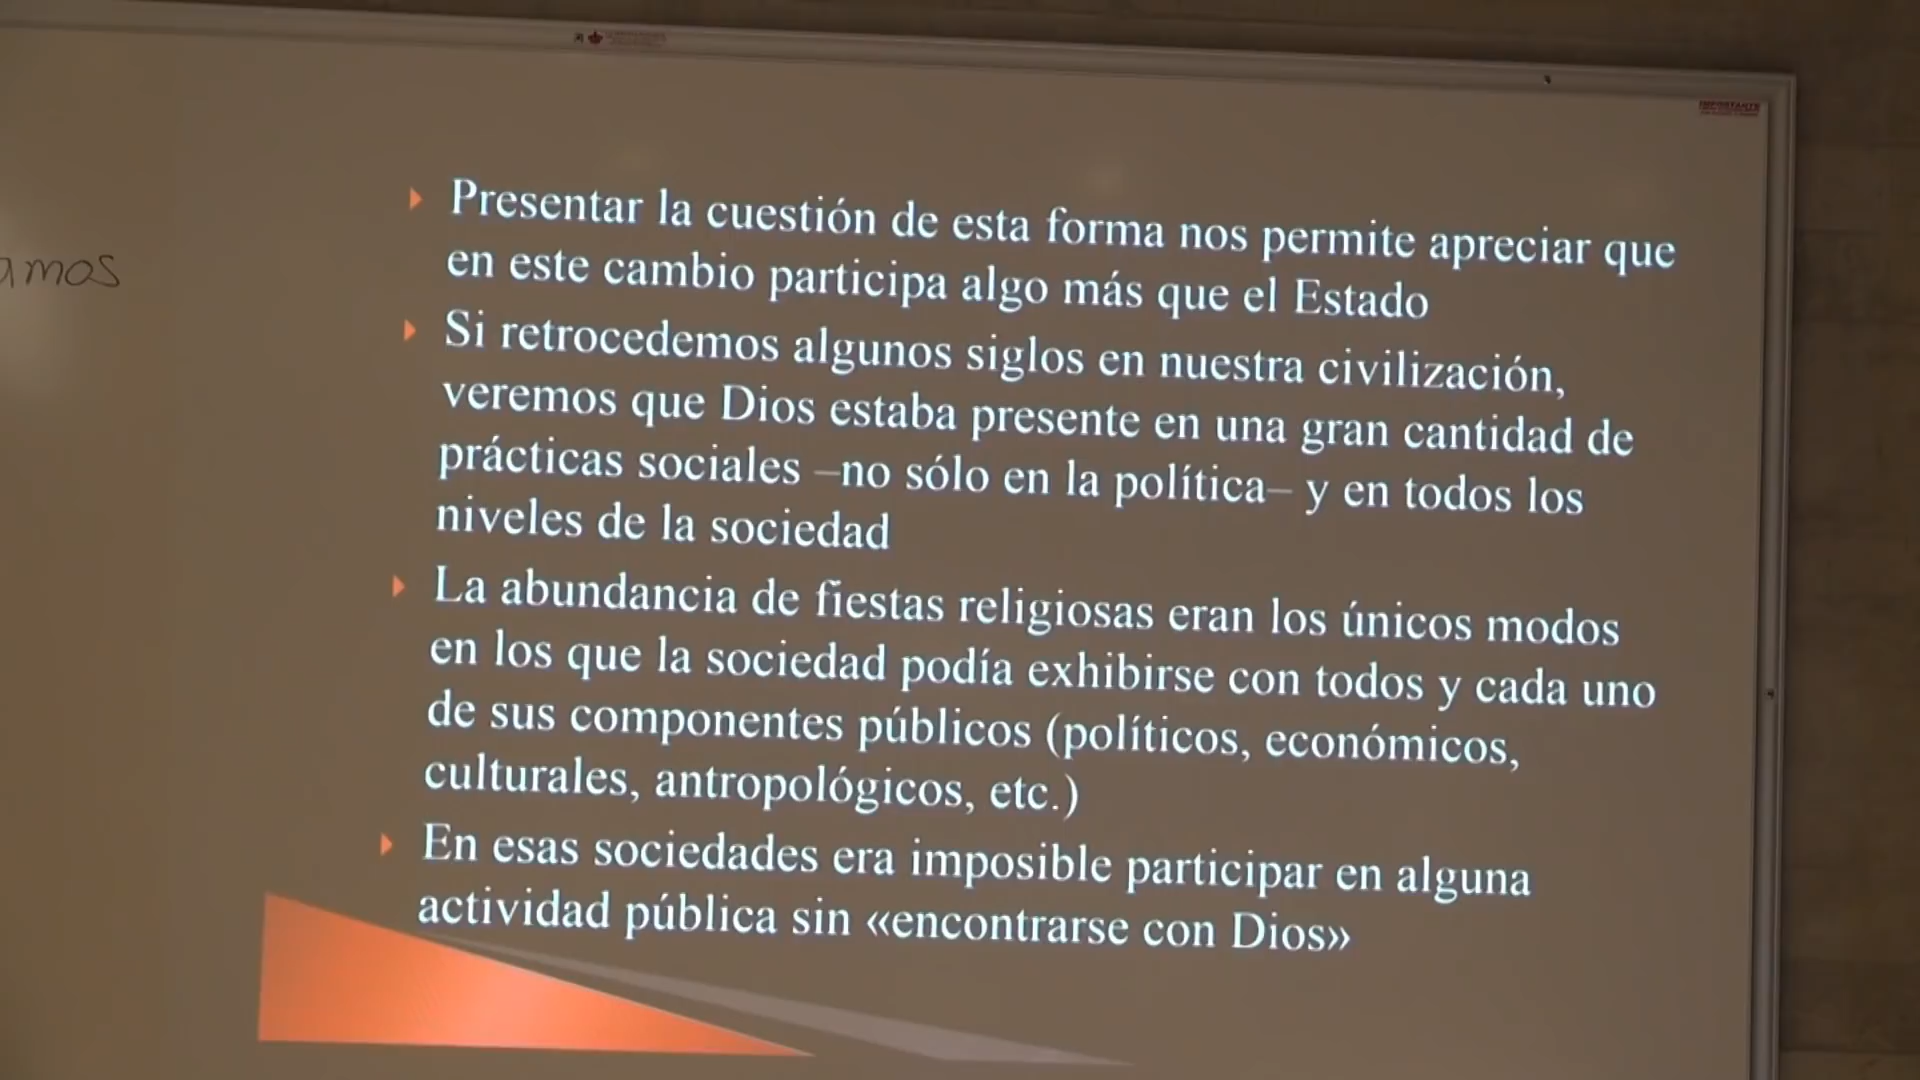 IMPORTANTE
amos
Presentar la cuestión de esta forma nos permite apreciar que
en este cambio participa algo más que el Estado
Si retrocedemos algunos siglos en nuestra civilización,
veremos que Dios estaba presente en una gran cantidad de
prácticas sociales –no sólo en la política– y en todos los
niveles de la sociedad
La abundancia de fiestas religiosas eran los únicos modos
en los que la sociedad podía exhibirse con todos y cada uno
de sus componentes públicos (políticos, económicos,
culturales, antropológicos, etc.)
En esas sociedades era imposible participar en alguna
actividad pública sin «encontrarse con Dios»